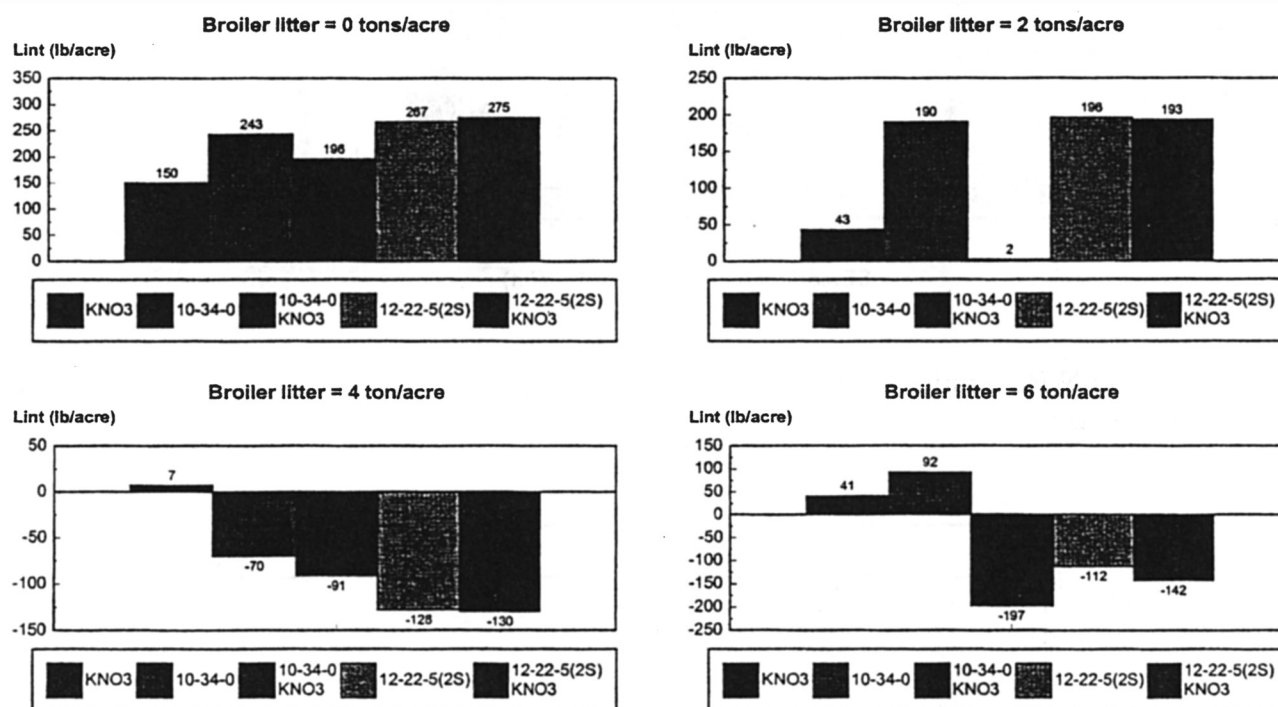 Broiler litter = 0 tons/acre
Lint (lb/acre)
350
300
250
200
150
100
50
0
150
243
196
267
275
KNO3
10-34-0
10-34-0
KNO3
12-22-5(2S)
12-22-5(2S)
KNO3
Broiler litter = 2 tons/acre
Lint (lb/acre)
250
200
150
100
50
0
43
190
2
196
193
KNO3
10-34-0
10-34-0
KNO3
12-22-5(2S)
12-22-5(2S)
KNO3
Broiler litter = 4 ton/acre
Lint (lb/acre)
50
0
-50
-100
-150
7
-70
-91
-128
-130
KNO3
10-34-0
10-34-0
KNO3
12-22-5(2S)
12-22-5(2S)
KNO3
Broiler litter = 6 ton/acre
Lint (lb/acre)
150
100
50
0
-50
-100
-150
-200
-250
41
92
-197
-112
-142
KNO3
10-34-0
10-34-0
KNO3
12-22-5(2S)
12-22-5(2S)
KNO3